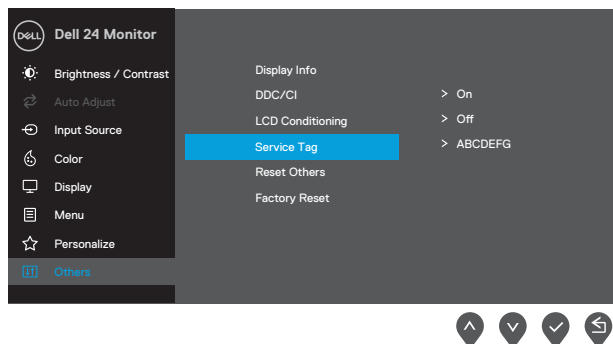 DELL Dell 24 Monitor
Brightness / Contrast
Auto Adjust
Input Source
Color
Display
Menu
Personalize
Others
Display Info
DDC/CI > On
LCD Conditioning > Off
Service Tag > ABCDEFG
Reset Others
Factory Reset